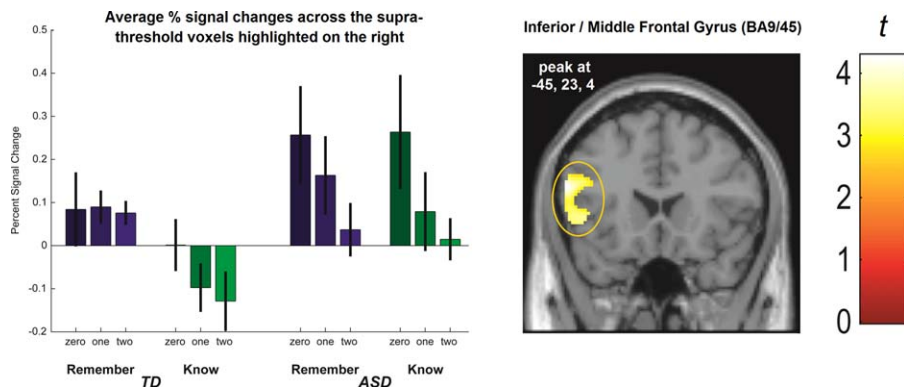 Average % signal changes across the supra-
threshold voxels highlighted on the right
Percent Signal Change
0.5
0.4
0.3
0.2
0.1
0
-0.1
-0.2
zero one two zero one two zero one two zero one two
Remember Know Remember Know
TD ASD
Inferior / Middle Frontal Gyrus (BA9/45)
peak at
-45, 23, 4
t
4
3
2
1
0